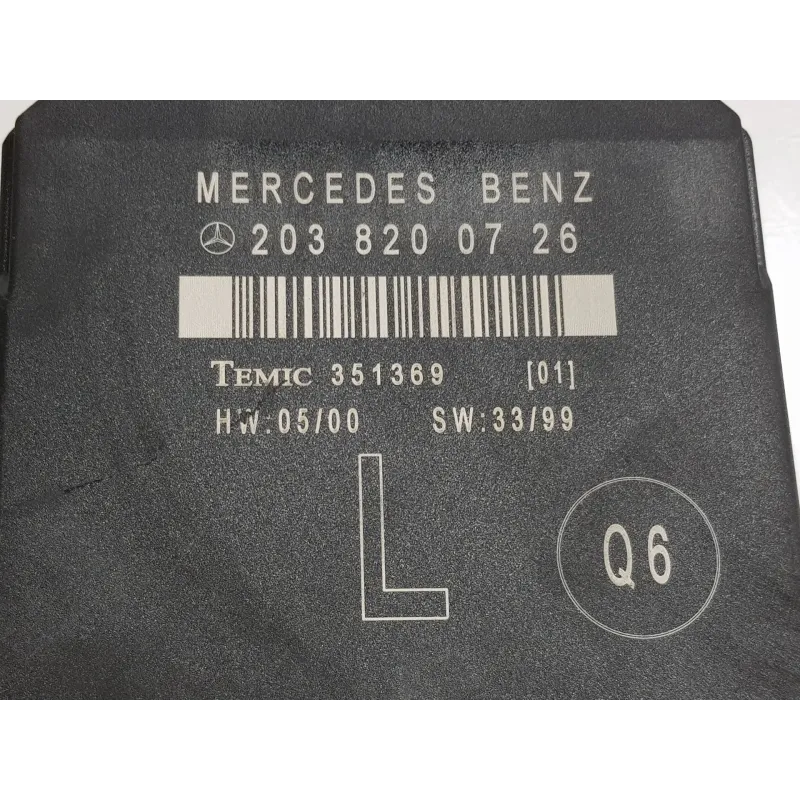 MERCEDES BENZ
203 820 07 26
TEMIC 351369 [01]
HW:05/00 SW:33/99
L
Q6